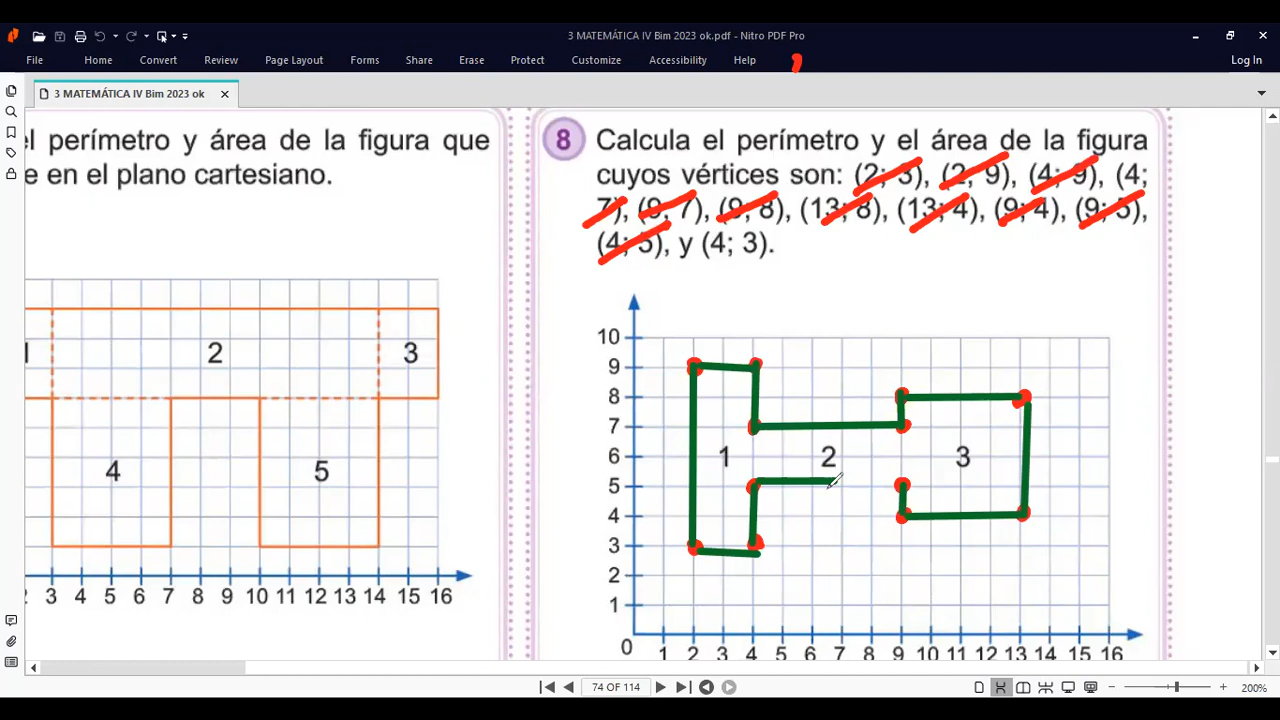 3 MATEMÁTICA IV Bim 2023 ok.pdf - Nitro PDF Pro
File Home Convert Review Page Layout Forms Share Erase Protect Customize Accessibility Help Log In
3 MATEMÁTICA IV Bim 2023 ok
el perímetro y área de la figura que
e en el plano cartesiano.
1 2 3
4 5
2 3 4 5 6 7 8 9 10 11 12 13 14 15 16
8 Calcula el perímetro y el área de la figura
cuyos vértices son: (2; 3), (2; 9), (4; 9), (4;
7), (9; 7), (9; 8), (13; 8), (13; 4), (9; 4), (9; 5),
(4; 5), y (4; 3).
10
9
8
7
6
5
4
3
2
1
1 2 3
0 1 2 3 4 5 6 7 8 9 10 11 12 13 14 15 16
74 OF 114
200%